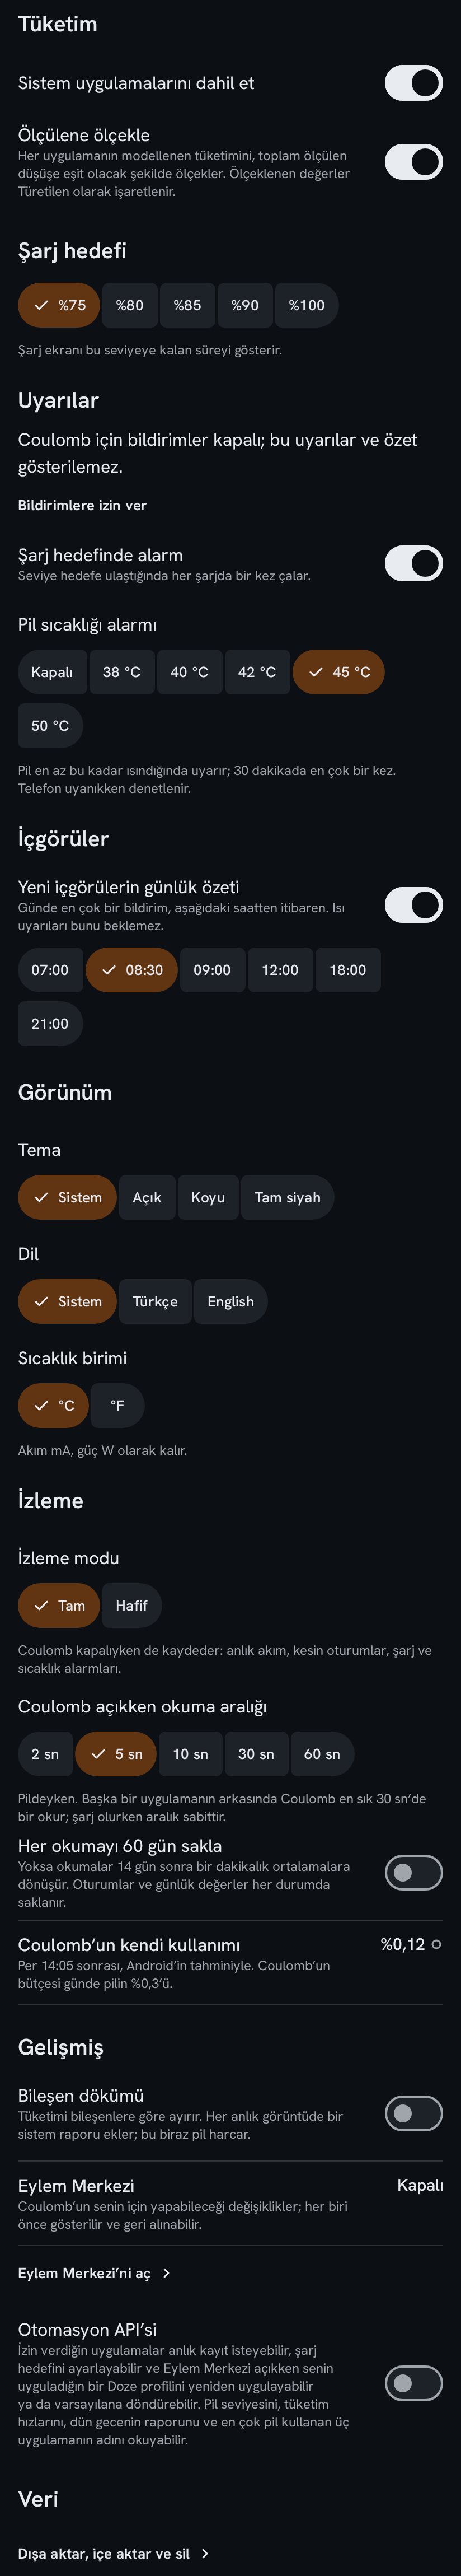 Tüketim
Sistem uygulamalarını dahil et
Ölçülene ölçekle
Her uygulamanın modellenen tüketimini, toplam ölçülen
düşüşe eşit olacak şekilde ölçekler. Ölçeklenen değerler
Türetilen olarak işaretlenir.
Şarj hedefi
%75 %80 %85 %90 %100
Şarj ekranı bu seviyeye kalan süreyi gösterir.
Uyarılar
Coulomb için bildirimler kapalı; bu uyarılar ve özet
gösterilemez.
Bildirimlere izin ver
Şarj hedefinde alarm
Seviye hedefe ulaştığında her şarjda bir kez çalar.
Pil sıcaklığı alarmı
Kapalı 38 °C 40 °C 42 °C 45 °C
50 °C
Pil en az bu kadar ısındığında uyarır; 30 dakikada en çok bir kez.
Telefon uyanıkken denetlenir.
İçgörüler
Yeni içgörülerin günlük özeti
Günde en çok bir bildirim, aşağıdaki saatten itibaren. Isı
uyarıları bunu beklemez.
07:00 08:30 09:00 12:00 18:00
21:00
Görünüm
Tema
Sistem Açık Koyu Tam siyah
Dil
Sistem Türkçe English
Sıcaklık birimi
°C °F
Akım mA, güç W olarak kalır.
İzleme
İzleme modu
Tam Hafif
Coulomb kapalıyken de kaydeder: anlık akım, kesin oturumlar, şarj ve
sıcaklık alarmları.
Coulomb açıkken okuma aralığı
2 sn 5 sn 10 sn 30 sn 60 sn
Pildeyken. Başka bir uygulamanın arkasında Coulomb en sık 30 sn’de
bir okur; şarj olurken aralık sabittir.
Her okumayı 60 gün sakla
Yoksa okumalar 14 gün sonra bir dakikalık ortalamalara
dönüşür. Oturumlar ve günlük değerler her durumda
saklanır.
Coulomb’un kendi kullanımı %0,12
Per 14:05 sonrası, Android’in tahminiyle. Coulomb’un
bütçesi günde pilin %0,3’ü.
Gelişmiş
Bileşen dökümü
Tüketimi bileşenlere göre ayırır. Her anlık görüntüde bir
sistem raporu ekler; bu biraz pil harcar.
Eylem Merkezi Kapalı
Coulomb’un senin için yapabileceği değişiklikler; her biri
önce gösterilir ve geri alınabilir.
Eylem Merkezi’ni aç
Otomasyon API’si
İzin verdiğin uygulamalar anlık kayıt isteyebilir, şarj
hedefini ayarlayabilir ve Eylem Merkezi açıkken senin
uyguladığın bir Doze profilini yeniden uygulayabilir
ya da varsayılana döndürebilir. Pil seviyesini, tüketim
hızlarını, dün gecenin raporunu ve en çok pil kullanan üç
uygulamanın adını okuyabilir.
Veri
Dışa aktar, içe aktar ve sil